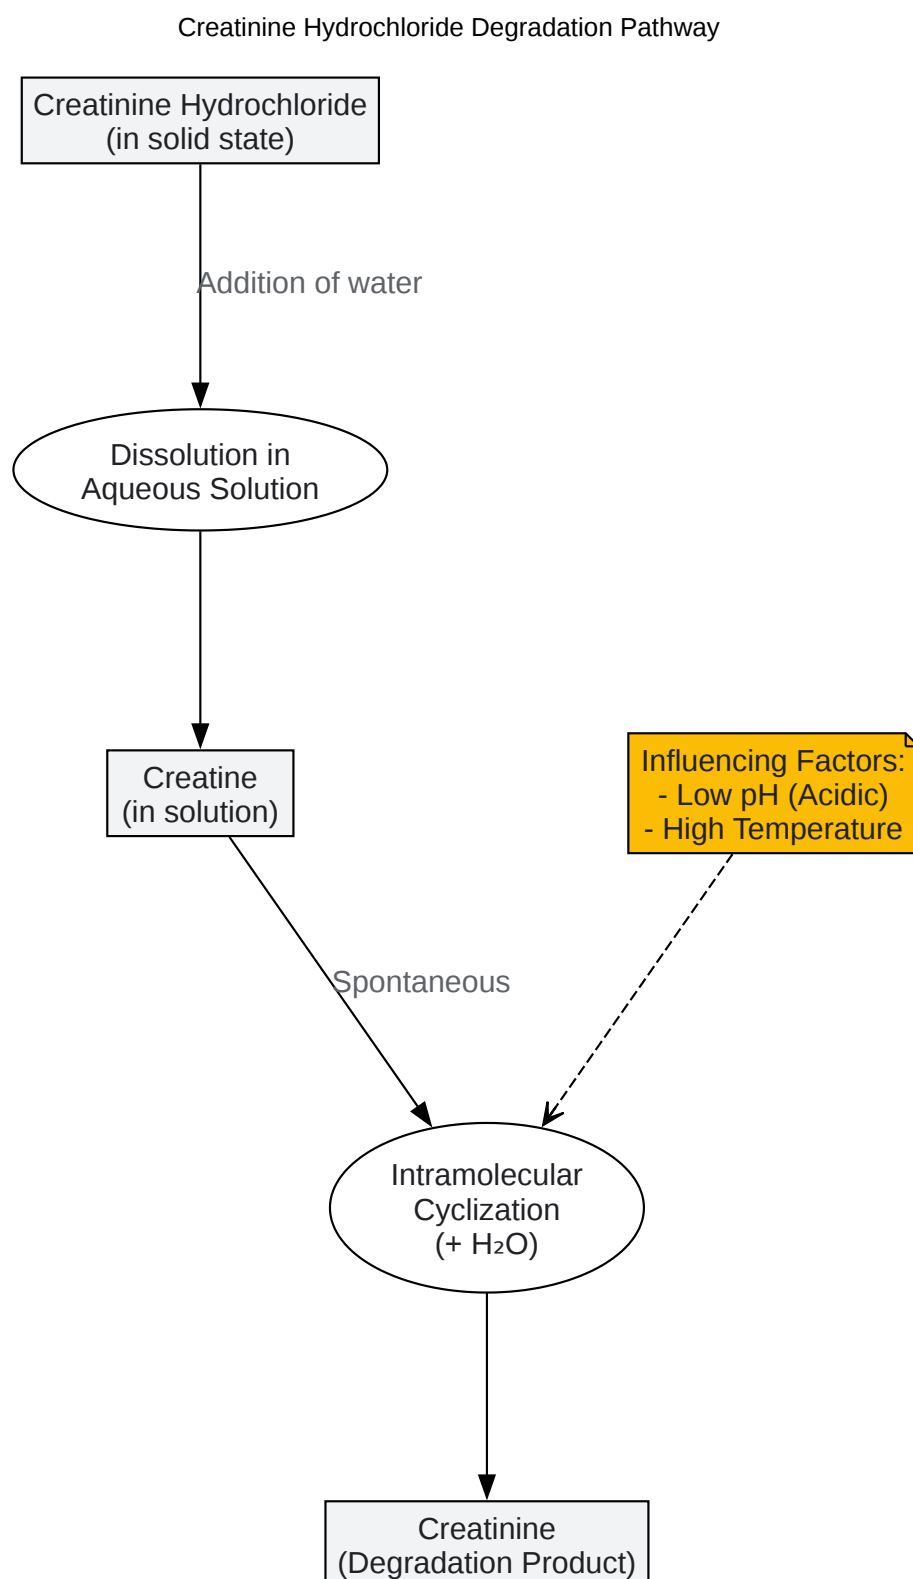 Creatinine Hydrochloride Degradation Pathway
Creatinine Hydrochloride
(in solid state)
Addition of water
Dissolution in
Aqueous Solution
Creatine
(in solution)
Influencing Factors:
- Low pH (Acidic)
- High Temperature
Spontaneous
Intramolecular
Cyclization
(+ H₂O)
Creatinine
(Degradation Product)